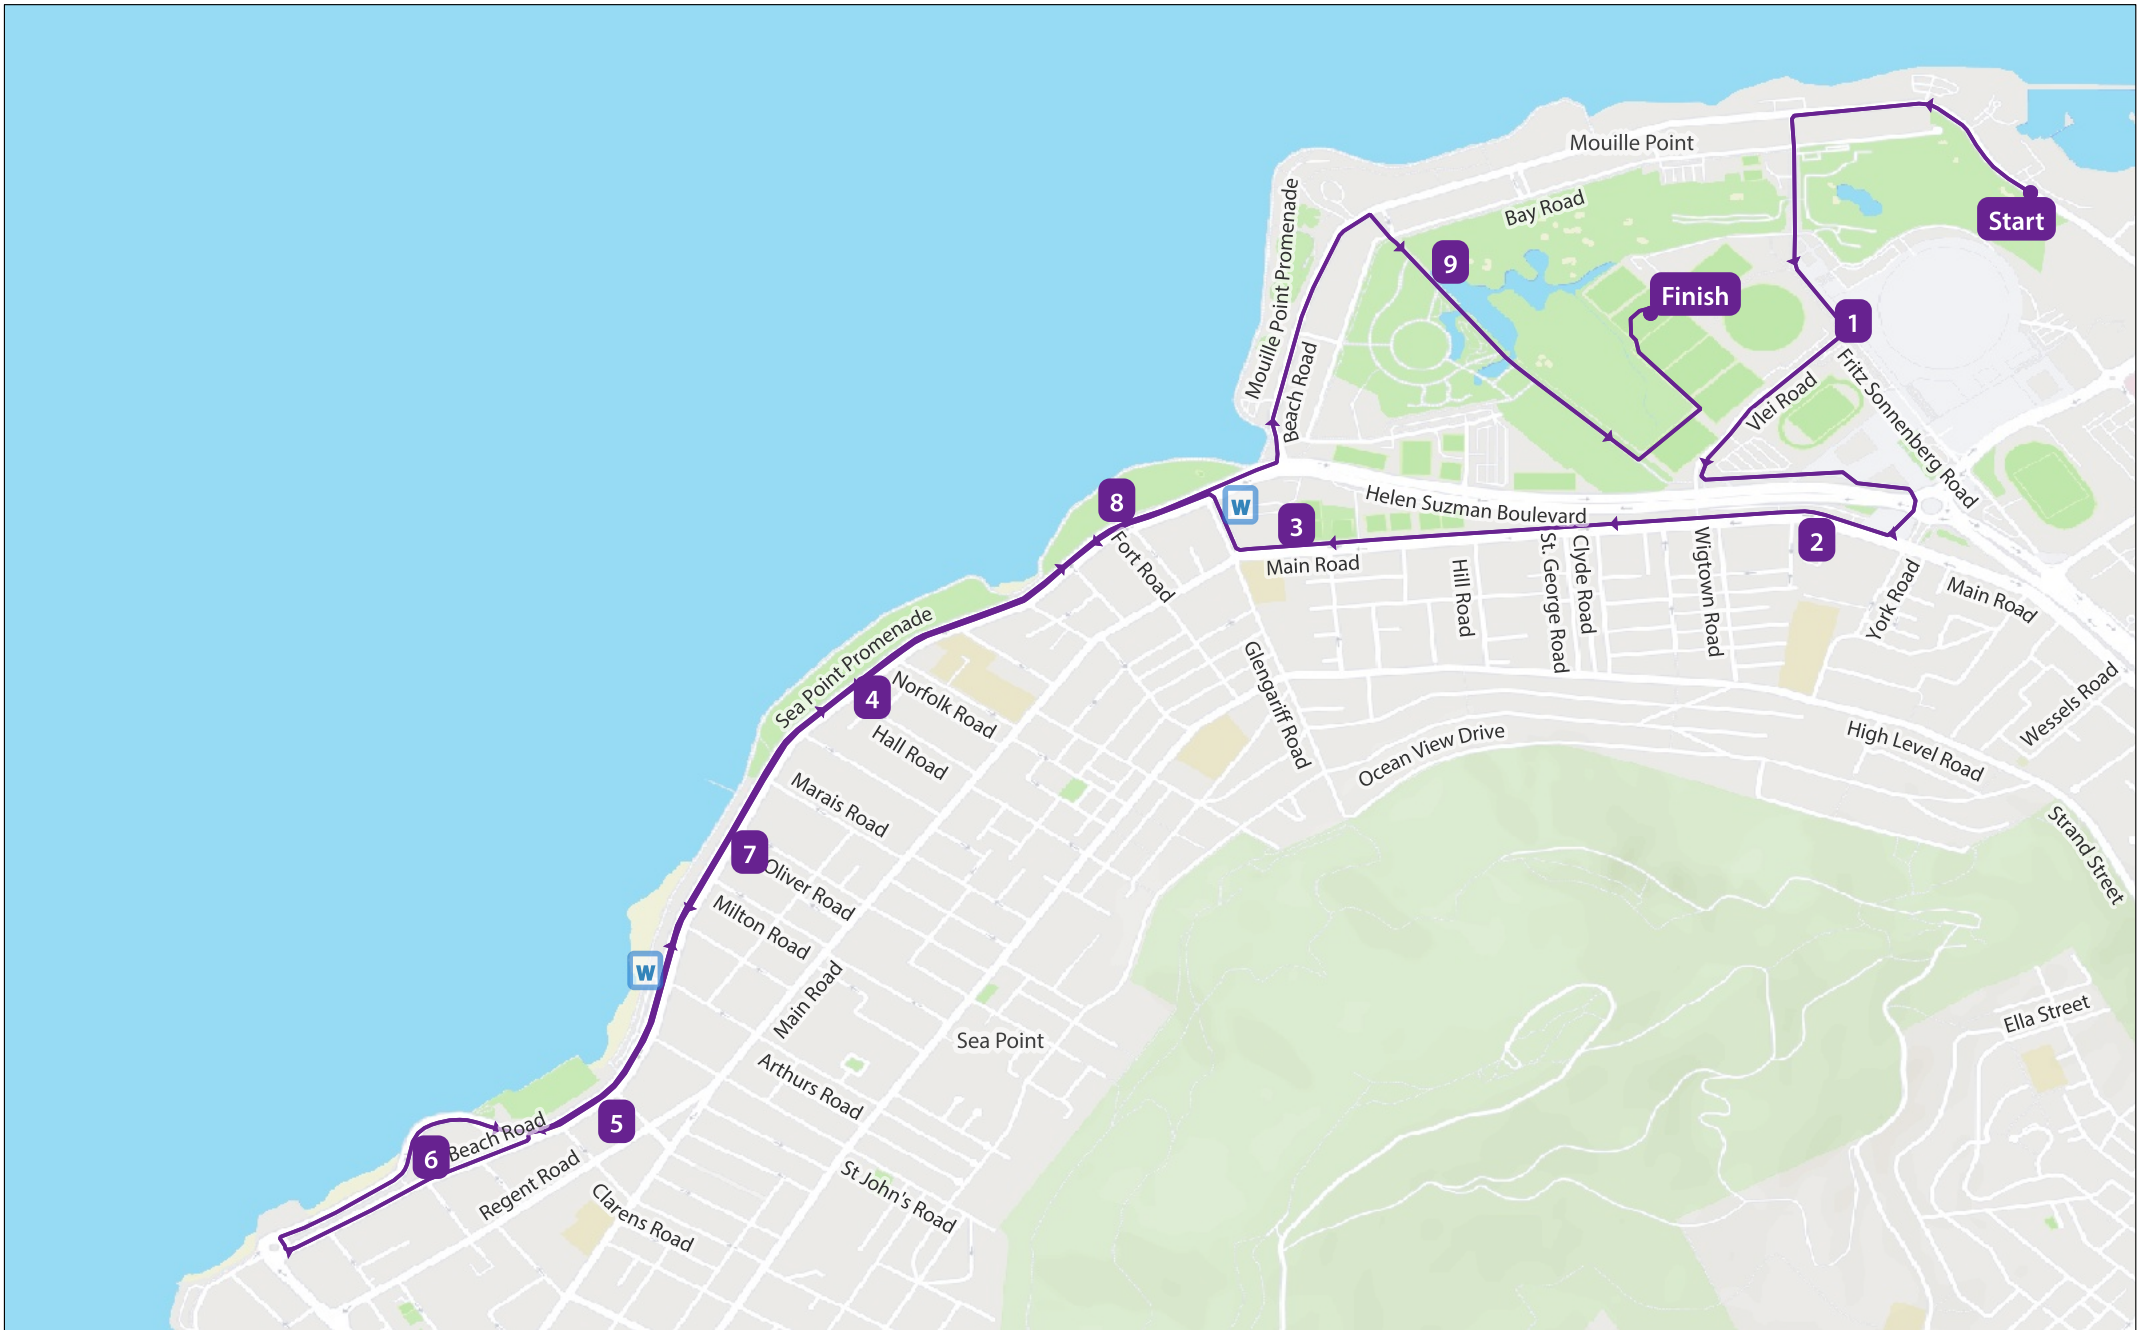 Mouille Point
Start
Bay Road
Mouille Point Promenade
9
Finish
1
Beach Road
Vlei Road
Fritz Sonnenberg Road
8
W
Helen Suzman Boulevard
3
2
Main Road
Fort Road
Hill Road
St. George Road
Clyde Road
Wigtown Road
York Road
Main Road
Sea Point Promenade
4
Norfolk Road
Hall Road
Glengariff Road
Ocean View Drive
High Level Road
Wessels Road
Marais Road
7
Oliver Road
Milton Road
Strand Street
W
Main Road
Sea Point
Ella Street
Arthurs Road
5
Beach Road
6
Regent Road
Clarens Road
St John's Road